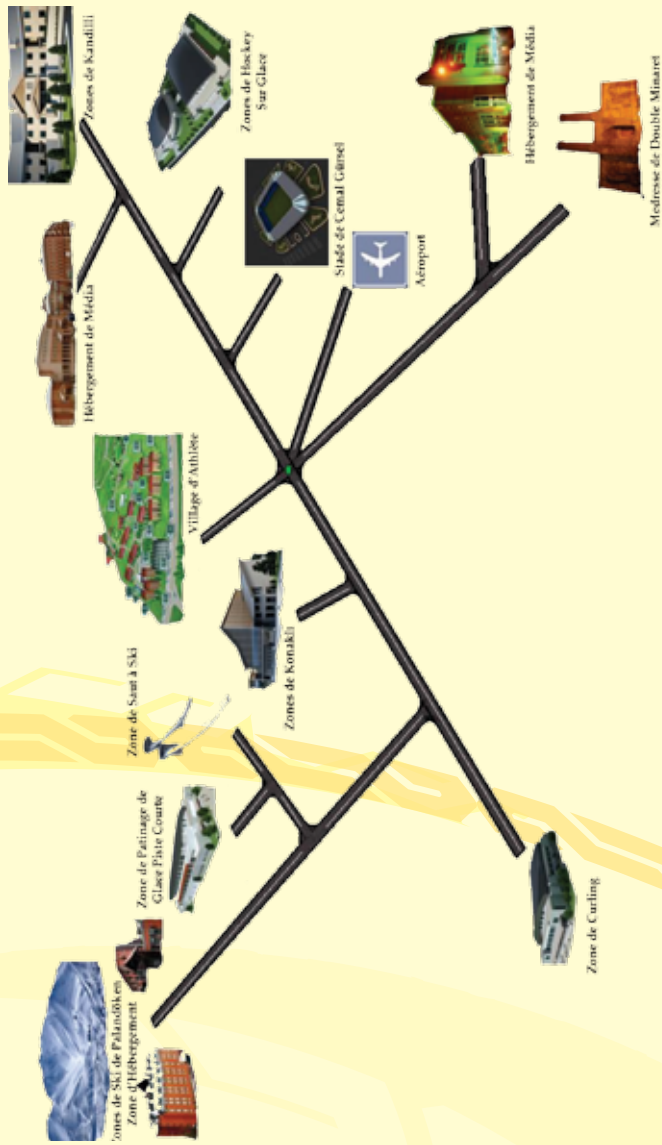 Zones de Ski de Palandöken
Zone d'Hébergement
Zone de Patinage de
Glace Piste Courte
Zone de Saut à Ski
Village d'Athlète
Hébergement de Média
Zones de Kandilli
Zones de Konakli
Zones de Hockey
Sur Glace
Stade de Cemal Gürsel
Aéroport
Zone de Curling
Hébergement de Média
Medresse de Double Minaret